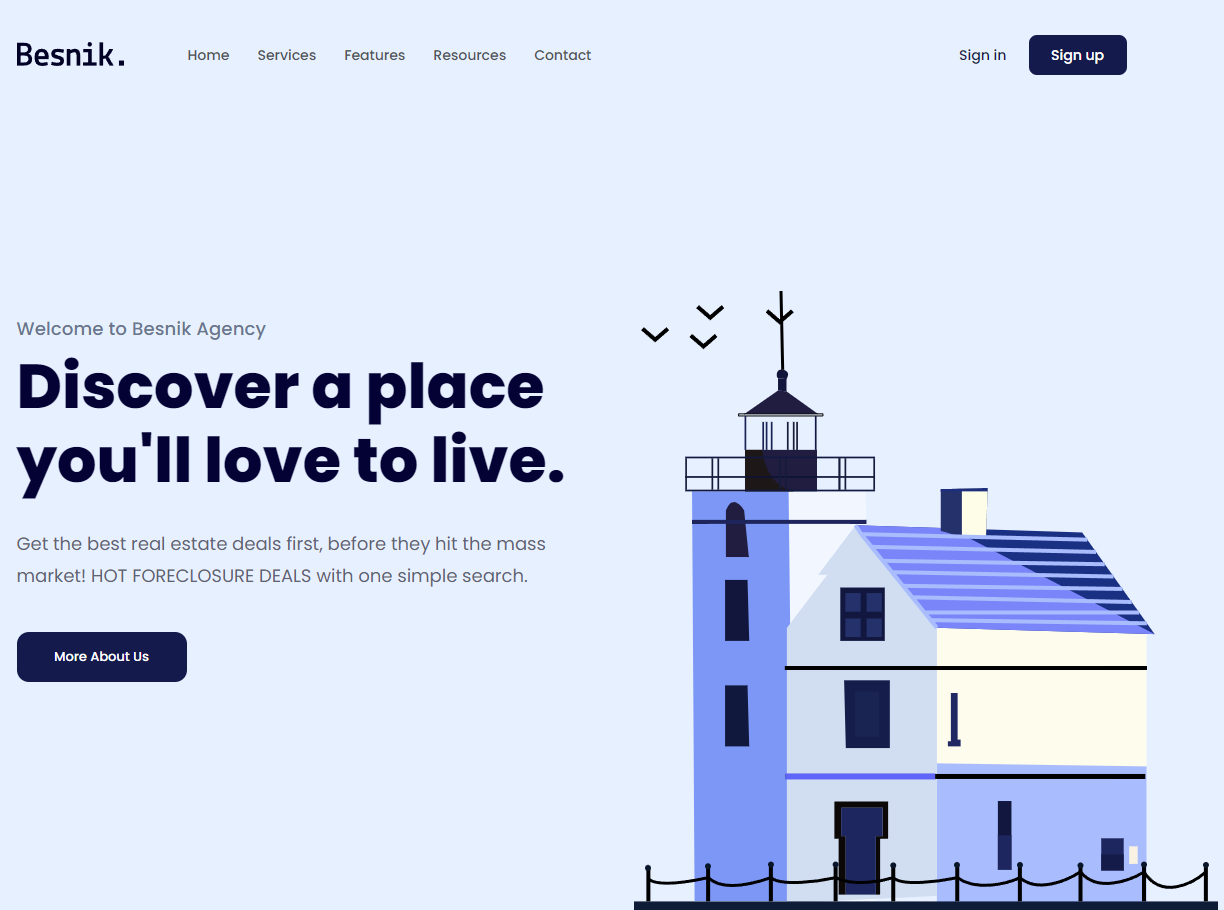 Besnik.
Home Services Features Resources Contact
Sign in Sign up
Welcome to Besnik Agency
Discover a place
you'll love to live.
Get the best real estate deals first, before they hit the mass
market! HOT FORECLOSURE DEALS with one simple search.
More About Us